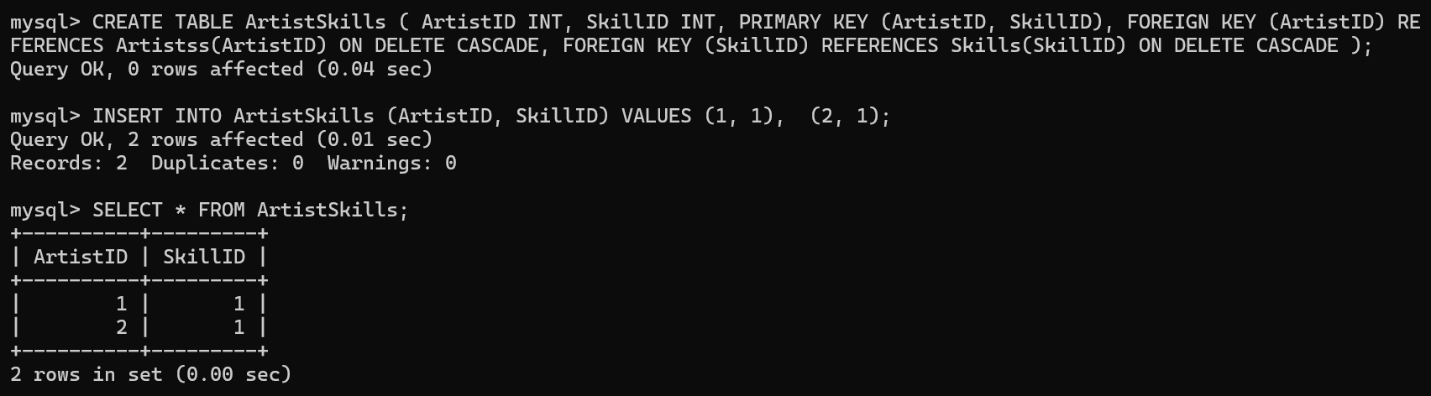 mysql> CREATE TABLE ArtistSkills ( ArtistID INT, SkillID INT, PRIMARY KEY (ArtistID, SkillID), FOREIGN KEY (ArtistID) RE
FERENCES Artistss(ArtistID) ON DELETE CASCADE, FOREIGN KEY (SkillID) REFERENCES Skills(SkillID) ON DELETE CASCADE );
Query OK, 0 rows affected (0.04 sec)

mysql> INSERT INTO ArtistSkills (ArtistID, SkillID) VALUES (1, 1),  (2, 1);
Query OK, 2 rows affected (0.01 sec)
Records: 2  Duplicates: 0  Warnings: 0

mysql> SELECT * FROM ArtistSkills;
+----------+---------+
| ArtistID | SkillID |
+----------+---------+
|        1 |       1 |
|        2 |       1 |
+----------+---------+
2 rows in set (0.00 sec)